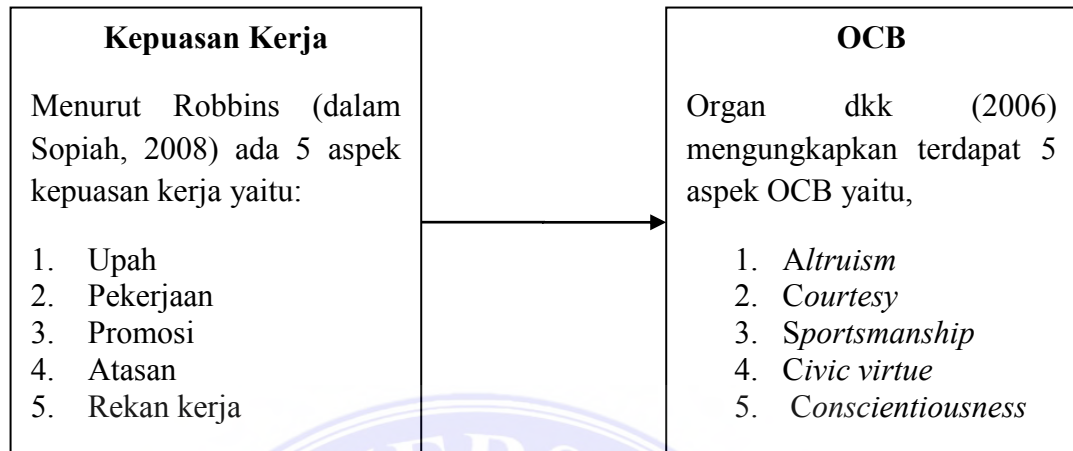 Kepuasan Kerja
Menurut Robbins (dalam
Sopiah, 2008) ada 5 aspek
kepuasan kerja yaitu:
1. Upah
2. Pekerjaan
3. Promosi
4. Atasan
5. Rekan kerja
OCB
Organ dkk (2006)
mengungkapkan terdapat 5
aspek OCB yaitu,
1. Altruism
2. Courtesy
3. Sportsmanship
4. Civic virtue
5. Conscientiousness